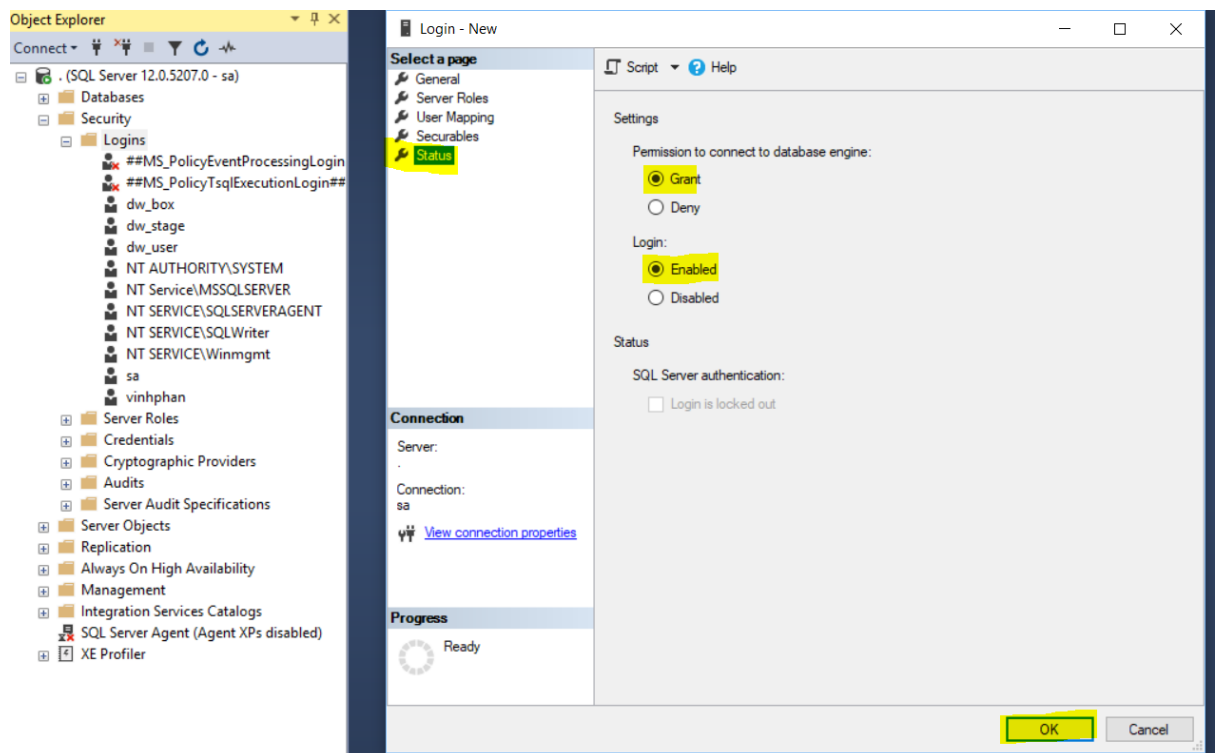 Object Explorer
Connect
. (SQL Server 12.0.5207.0 - sa)
Databases
Security
Logins
##MS_PolicyEventProcessingLogin
##MS_PolicyTsqlExecutionLogin##
dw_box
dw_stage
dw_user
NT AUTHORITY\SYSTEM
NT Service\MSSQLSERVER
NT SERVICE\SQLSERVERAGENT
NT SERVICE\SQLWriter
NT SERVICE\Winmgmt
sa
vinhphan
Server Roles
Credentials
Cryptographic Providers
Audits
Server Audit Specifications
Server Objects
Replication
Always On High Availability
Management
Integration Services Catalogs
SQL Server Agent (Agent XPs disabled)
XE Profiler
Login - New
Select a page
General
Server Roles
User Mapping
Securables
Status
Connection
Server:
.
Connection:
sa
View connection properties
Progress
Ready
Script
Help
Settings
Permission to connect to database engine:
Grant
Deny
Login:
Enabled
Disabled
Status
SQL Server authentication:
Login is locked out
OK
Cancel